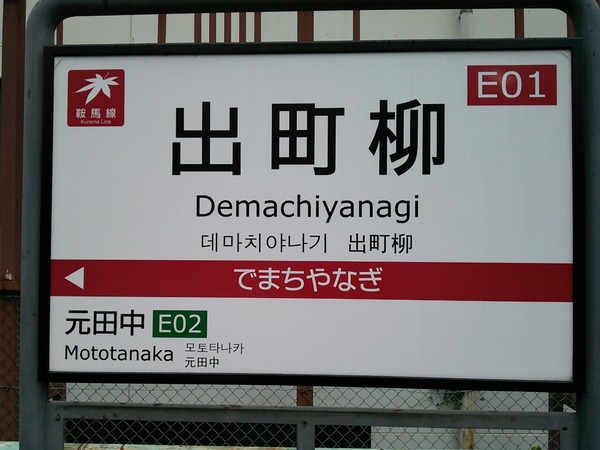 鞍馬線
Kurama Line
E01
出町柳
Demachiyanagi
데마치야나기 出町柳
でまちやなぎ
元田中 E02
Mototanaka
모토타나카
元田中